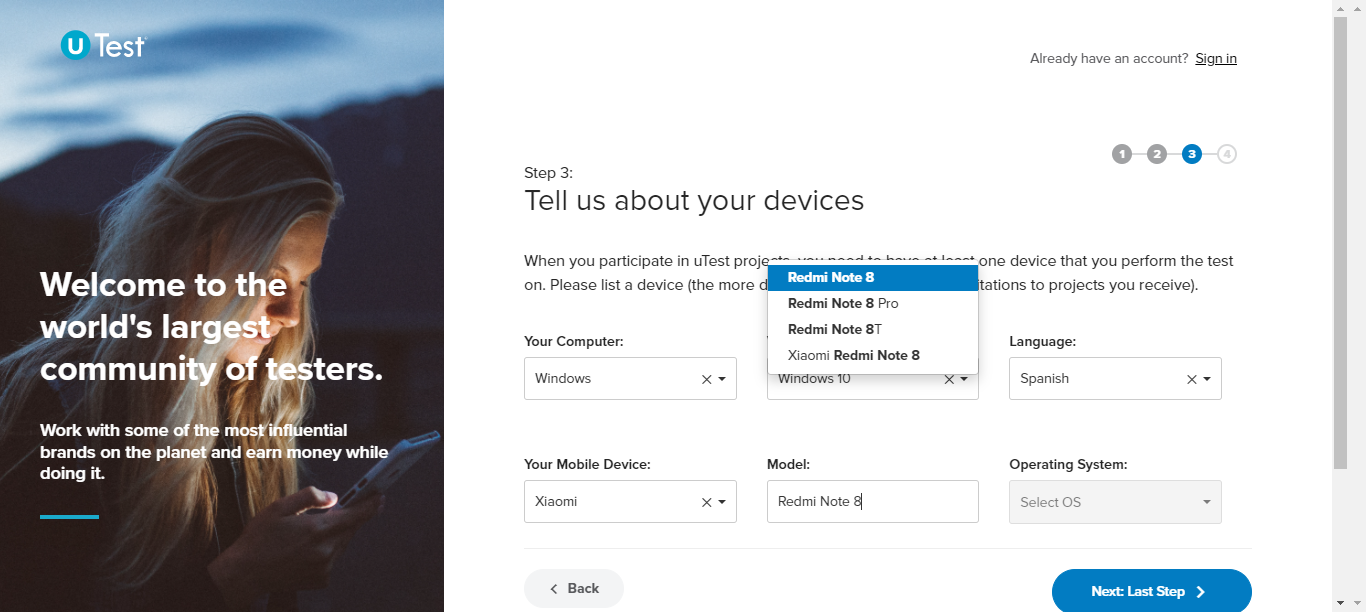 uTest
Already have an account? Sign in
1 2 3 4
Step 3:
Tell us about your devices
When you participate in uTest projects, you need to have at least one device that you perform the test
on. Please list a device (the more d
itations to projects you receive).
Redmi Note 8
Redmi Note 8 Pro
Redmi Note 8T
Xiaomi Redmi Note 8
Your Computer:
Language:
Windows
Windows 10
Spanish
Your Mobile Device:
Model:
Operating System:
Xiaomi
Redmi Note 8
Select OS
Back
Next: Last Step
Welcome to the
world's largest
community of testers.
Work with some of the most influential
brands on the planet and earn money while
doing it.